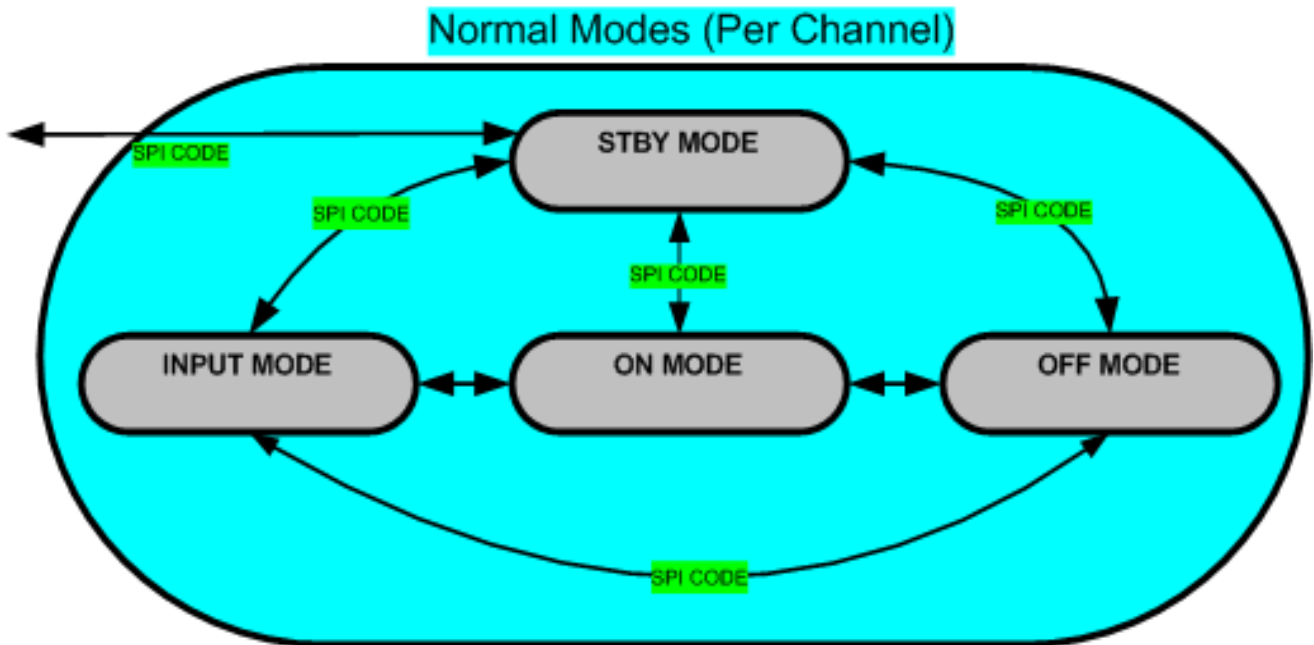 Normal Modes (Per Channel)
STBY MODE
SPI CODE
SPI CODE
SPI CODE
SPI CODE
INPUT MODE
ON MODE
OFF MODE
SPI CODE